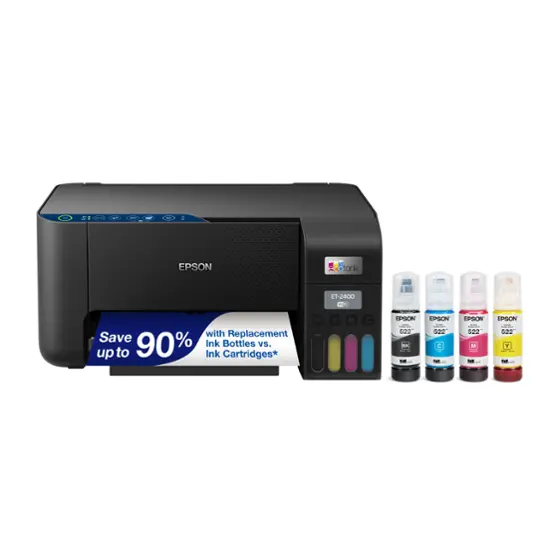 EPSON
ET-2400
Save
up to 90%
with Replacement
Ink Bottles vs.
Ink Cartridges*
EPSON
522
BK
EPSON
522
C
EPSON
522
M
EPSON
522
Y